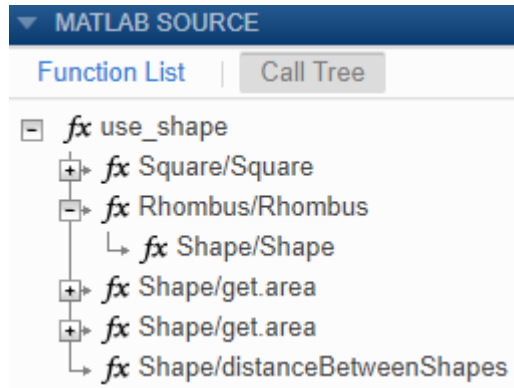 MATLAB SOURCE
Function List | Call Tree
fx use_shape
fx Square/Square
fx Rhombus/Rhombus
fx Shape/Shape
fx Shape/get.area
fx Shape/get.area
fx Shape/distanceBetweenShapes